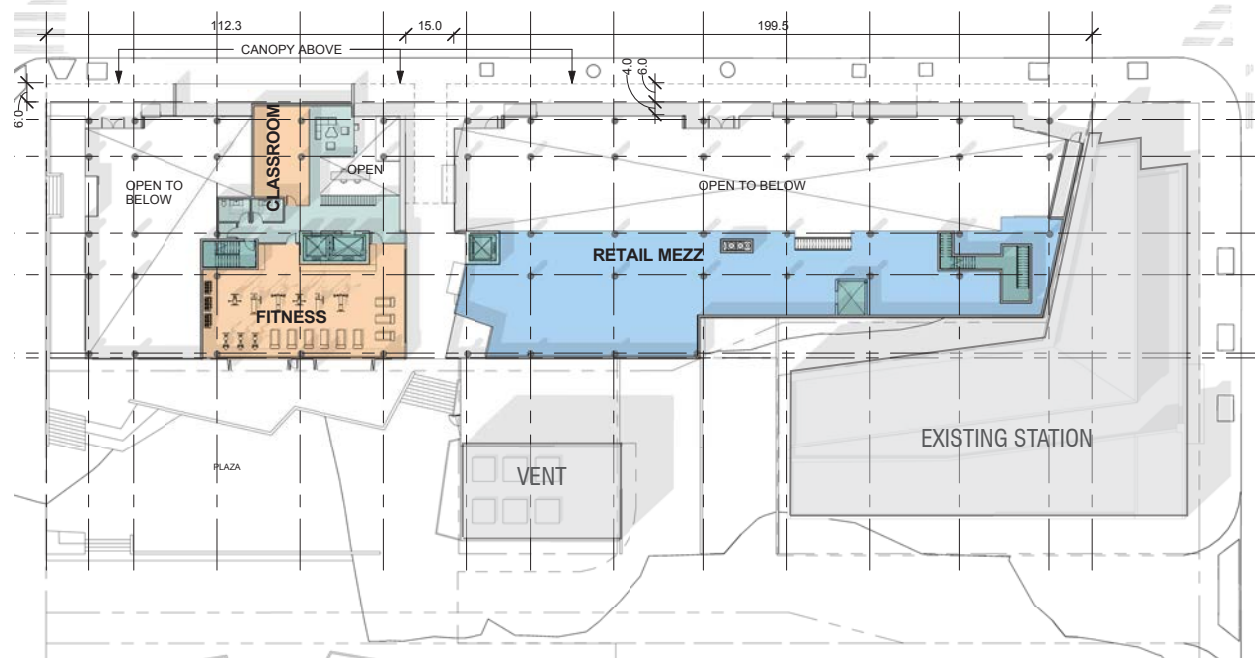 112.3
15.0
199.5
CANOPY ABOVE
4.0
6.0
6.0
CLASSROOM
OPEN
OPEN TO
BELOW
OPEN TO BELOW
RETAIL MEZZ
FITNESS
EXISTING STATION
PLAZA
VENT